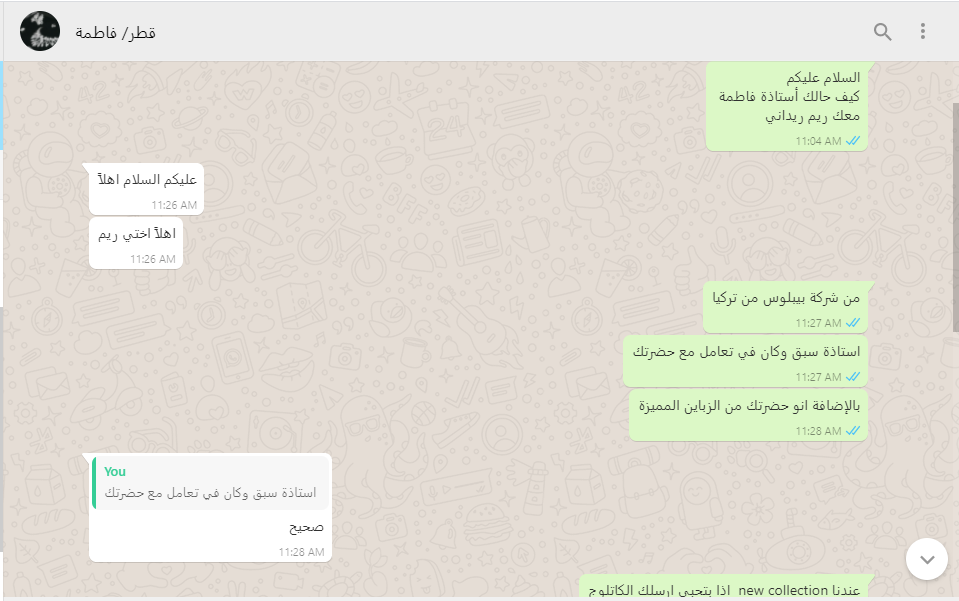 قطر/ فاطمة
السلام عليكم
كيف حالك أستاذة فاطمة
معك ريم ريداني
11:04 AM
عليكم السلام اهلاً
11:26 AM
اهلاً اختي ريم
11:26 AM
من شركة بيبلوس من تركيا
11:27 AM
استاذة سبق وكان في تعامل مع حضرتك
11:27 AM
بالإضافة انو حضرتك من الزباين المميزة
11:28 AM
You
استاذة سبق وكان في تعامل مع حضرتك
صحيح
11:28 AM
عندنا new collection اذا بتحبي ارسلك الكاتلوج